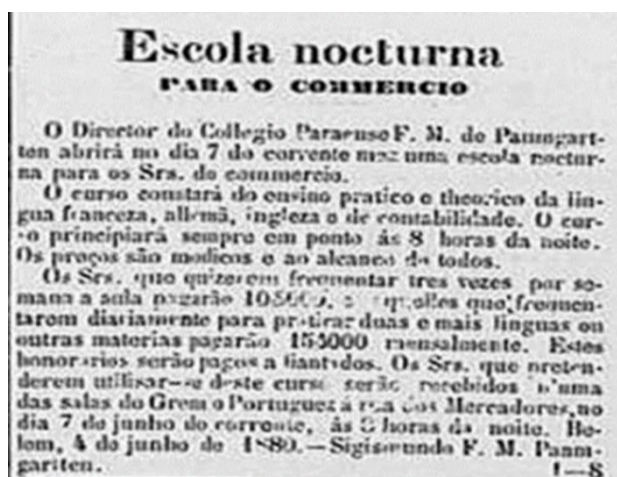 Escola nocturna
PARA O COMMERCIO
O Director do Collegio Paraense F. M. de Paumgart-
ten abrirá no dia 7 do corrente mez uma escola noctur-
na para os Srs. do commercio.
O curso constará do ensino pratico e theorico da lin-
gua franceza, allemã, ingleza e de contabilidade. O cur-
so principiará sempre em ponto ás 8 horas da noite.
Os preços são modicos e ao alcance de todos.
Os Srs. que quizerem frequentar tres vezes por se-
mana a aula pagarão 10$000, aquelles que frequen-
tarem diariamente para praticar duas e mais linguas ou
outras materias pagarão 15$000 mensalmente. Estes
honorarios serão pagos adiantados. Os Srs. que preten-
derem utilisar-se deste curso serão recebidos n'uma
das salas do Gremio Portuguez á rua dos Mercadores, no
dia 7 de junho do corrente, ás 8 horas da noite. Be-
lem, 4 de junho de 1880.—Sigismundo F. M. Paum-
gartten. 1—8